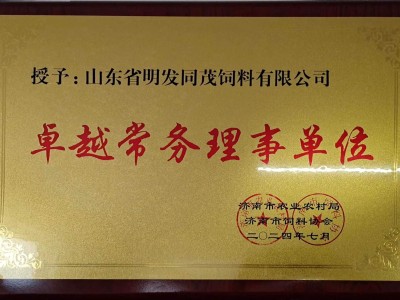 授予：山东省明发同茂饲料有限公司
卓越常务理事单位
济南市农业农村局
济南市饲料协会
二〇二四年七月